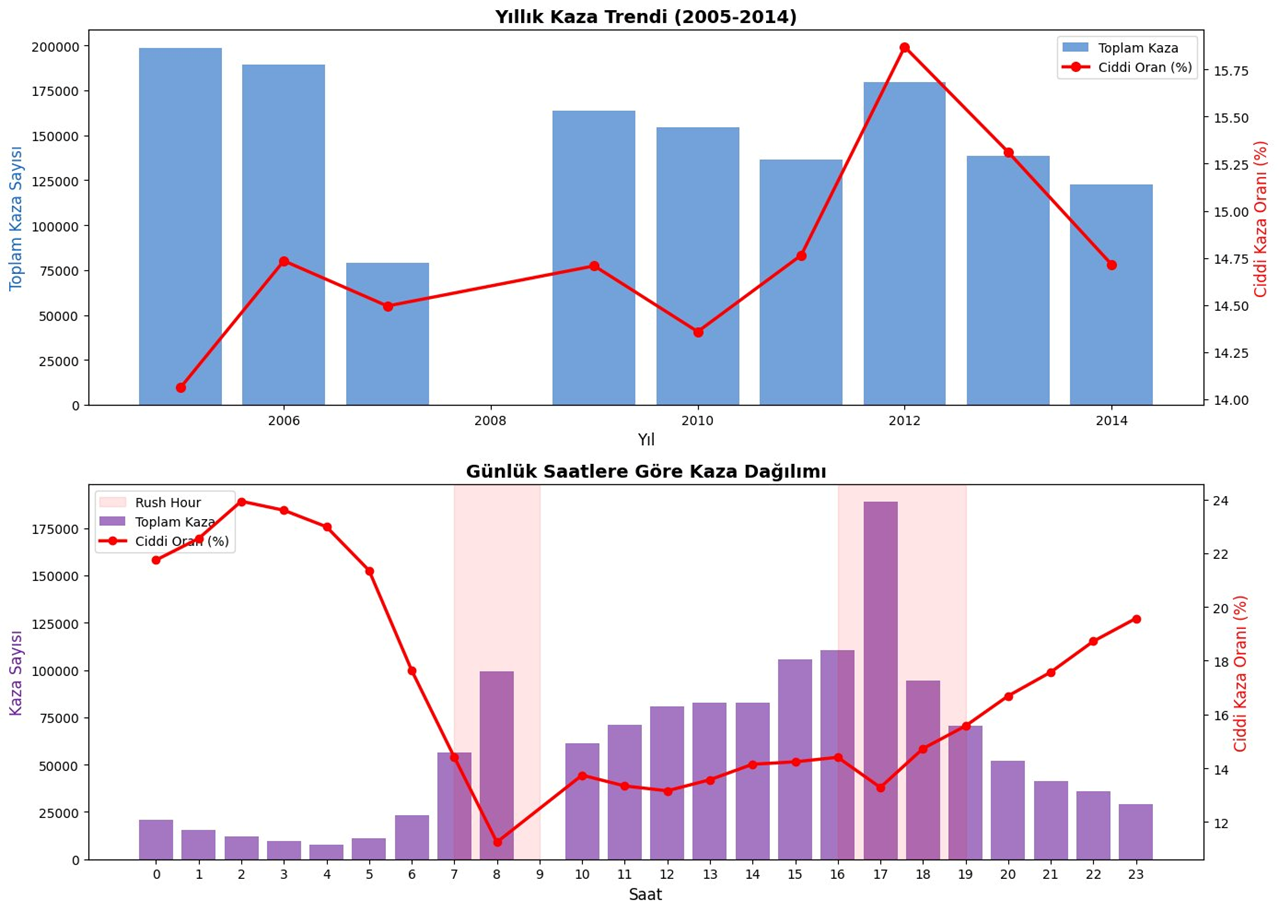 Yıllık Kaza Trendi (2005-2014)
Toplam Kaza
Ciddi Oran (%)
Toplam Kaza Sayısı
200000
175000
150000
125000
100000
75000
50000
25000
0
15.75
15.50
15.25
15.00
14.75
14.50
14.25
14.00
Ciddi Kaza Oranı (%)
2006 2008 2010 2012 2014
Yıl
Günlük Saatlere Göre Kaza Dağılımı
Rush Hour
Toplam Kaza
Ciddi Oran (%)
Kaza Sayısı
175000
150000
125000
100000
75000
50000
25000
0
24
22
20
18
16
14
12
Ciddi Kaza Oranı (%)
0 1 2 3 4 5 6 7 8 9 10 11 12 13 14 15 16 17 18 19 20 21 22 23
Saat